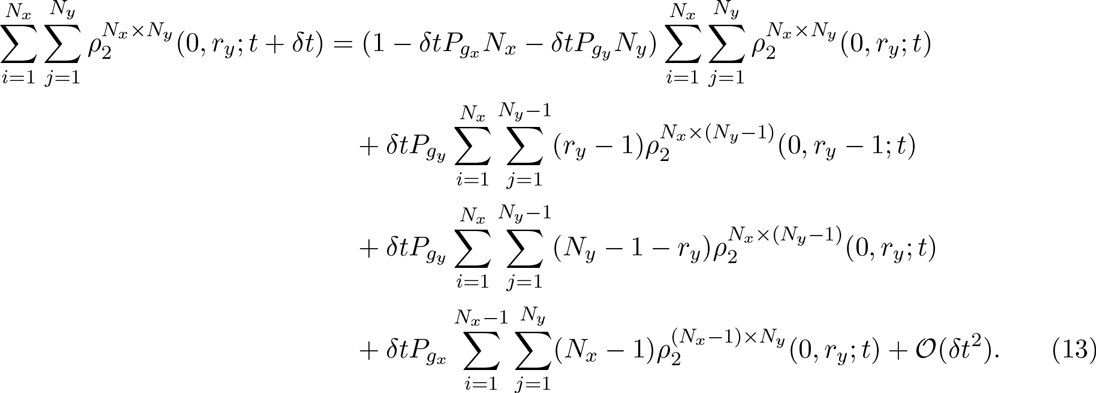 \sum_{i=1}^{N_x} \sum_{j=1}^{N_y} \rho_2^{N_x \times N_y}(0, r_y; t + \delta t) = (1 - \delta t P_{g_x} N_x - \delta t P_{g_y} N_y) \sum_{i=1}^{N_x} \sum_{j=1}^{N_y} \rho_2^{N_x \times N_y}(0, r_y; t)
+ \delta t P_{g_y} \sum_{i=1}^{N_x} \sum_{j=1}^{N_y-1} (r_y - 1) \rho_2^{N_x \times (N_y-1)}(0, r_y - 1; t)
+ \delta t P_{g_y} \sum_{i=1}^{N_x} \sum_{j=1}^{N_y-1} (N_y - 1 - r_y) \rho_2^{N_x \times (N_y-1)}(0, r_y; t)
+ \delta t P_{g_x} \sum_{i=1}^{N_x-1} \sum_{j=1}^{N_y} (N_x - 1) \rho_2^{(N_x-1) \times N_y}(0, r_y; t) + \mathcal{O}(\delta t^2). (13)